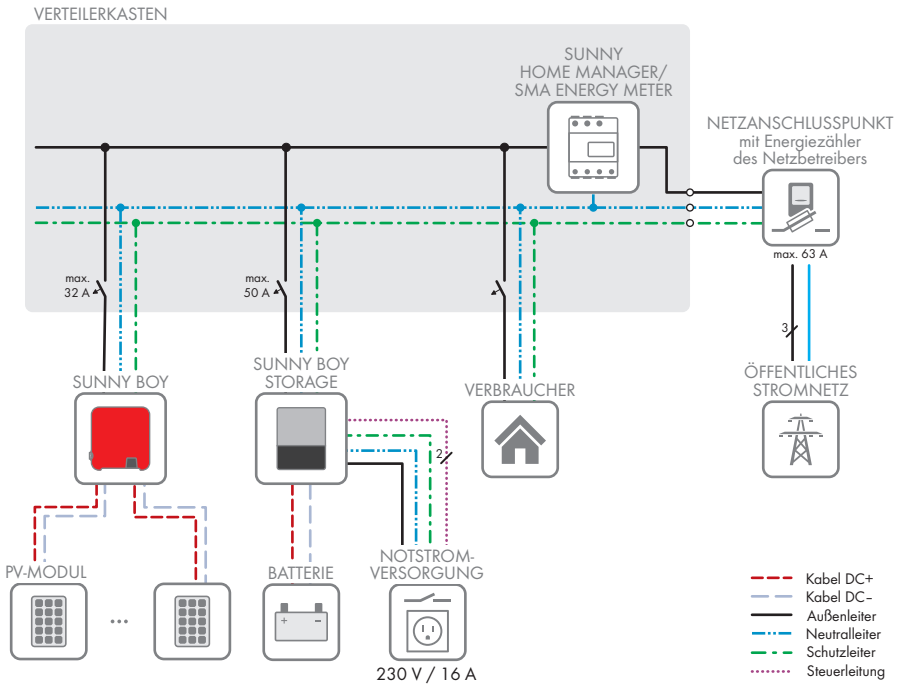 VERTEILERKASTEN
SUNNY
HOME MANAGER/
SMA ENERGY METER
NETZANSCHLUSSPUNKT
mit Energiezähler
des Netzbetreibers
max. 63 A
max.
32 A
max.
50 A
3
SUNNY BOY
SUNNY BOY
STORAGE
VERBRAUCHER
ÖFFENTLICHES
STROMNETZ
2
PV-MODUL
...
BATTERIE
+ −
NOTSTROM-
VERSORGUNG
230 V / 16 A
Kabel DC+
Kabel DC−
Außenleiter
Neutralleiter
Schutzleiter
Steuerleitung